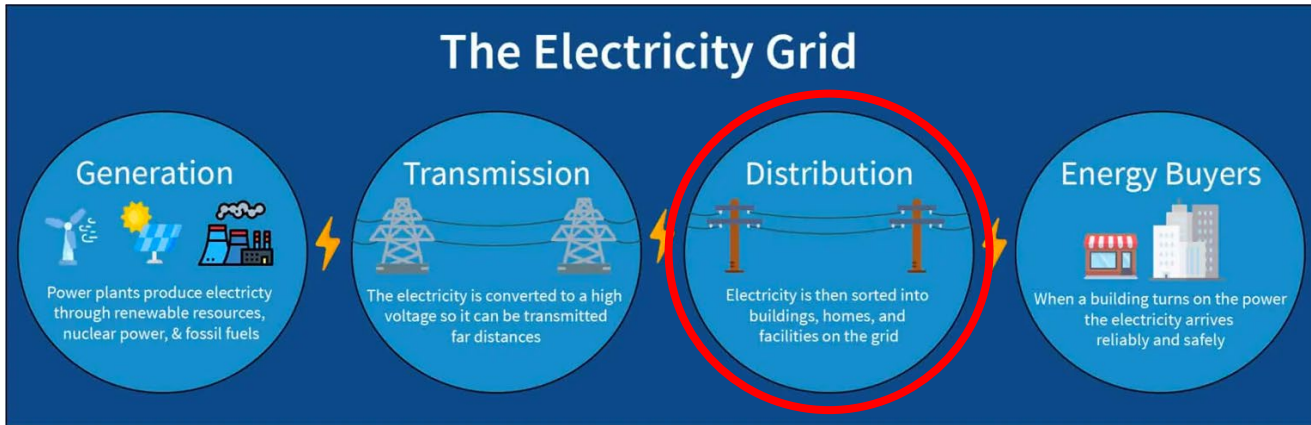 The Electricity Grid
Generation
Power plants produce electricty
through renewable resources,
nuclear power, & fossil fuels
Transmission
The electricity is converted to a high
voltage so it can be transmitted
far distances
Distribution
Electricity is then sorted into
buildings, homes, and
facilities on the grid
Energy Buyers
When a building turns on the power
the electricity arrives
reliably and safely